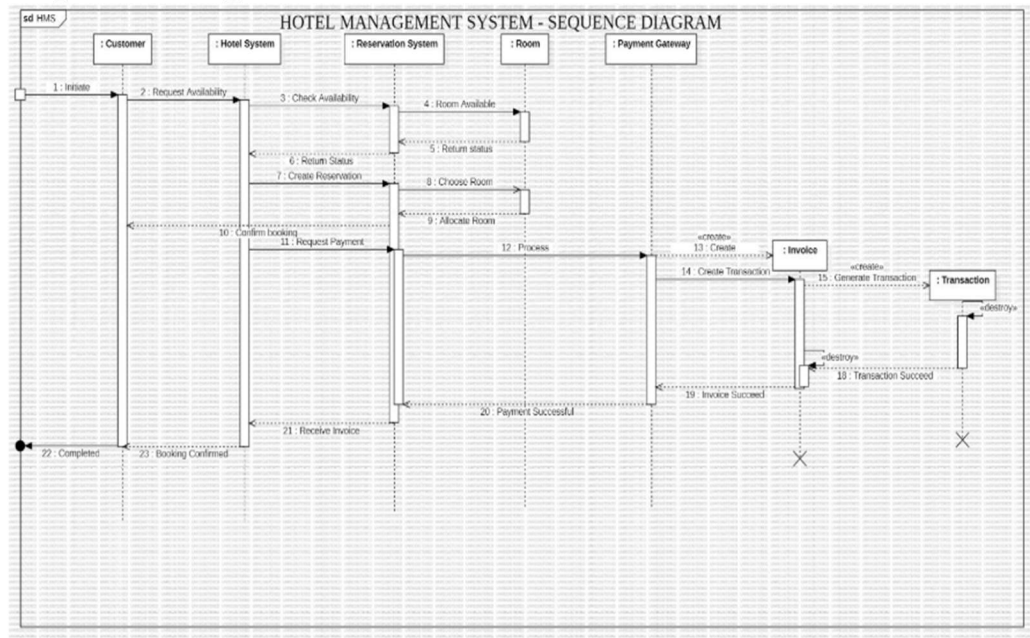 sd HMS
HOTEL MANAGEMENT SYSTEM - SEQUENCE DIAGRAM
: Customer
: Hotel System
: Reservation System
: Room
: Payment Gateway
1 : Initiate
2 : Request Availability
3 : Check Availability
4 : Room Available
5 : Return status
6 : Return Status
7 : Create Reservation
8 : Choose Room
9 : Allocate Room
10 : Confirm booking
11 : Request Payment
12 : Process
«create»
13 : Create
: Invoice
14 : Create Transaction
«create»
15 : Generate Transaction
: Transaction
«destroy»
«destroy»
18 : Transaction Succeed
19 : Invoice Succeed
20 : Payment Successful
21 : Receive Invoice
22 : Completed
23 : Booking Confirmed